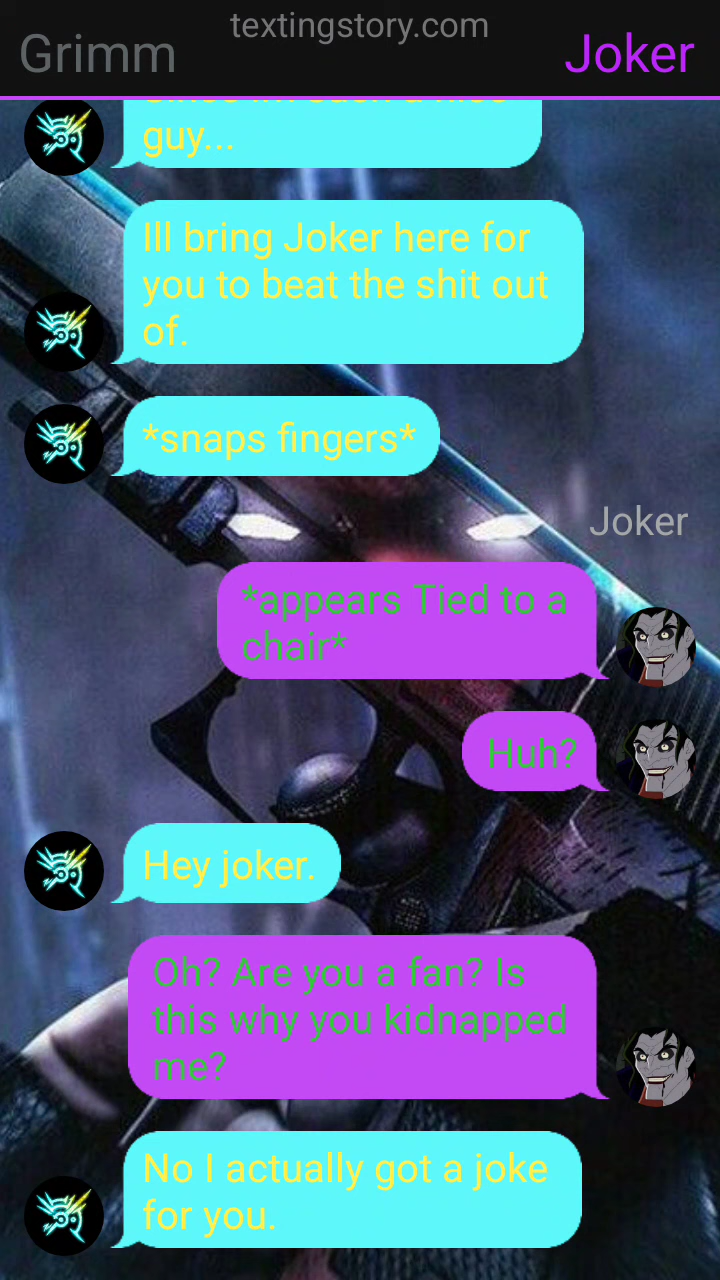 textingstory.com
Grimm
Joker
guy...
Ill bring Joker here for
you to beat the shit out
of.
*snaps fingers*
Joker
*appears Tied to a
chair*
Huh?
Hey joker.
Oh? Are you a fan? Is
this why you kidnapped
me?
No I actually got a joke
for you.